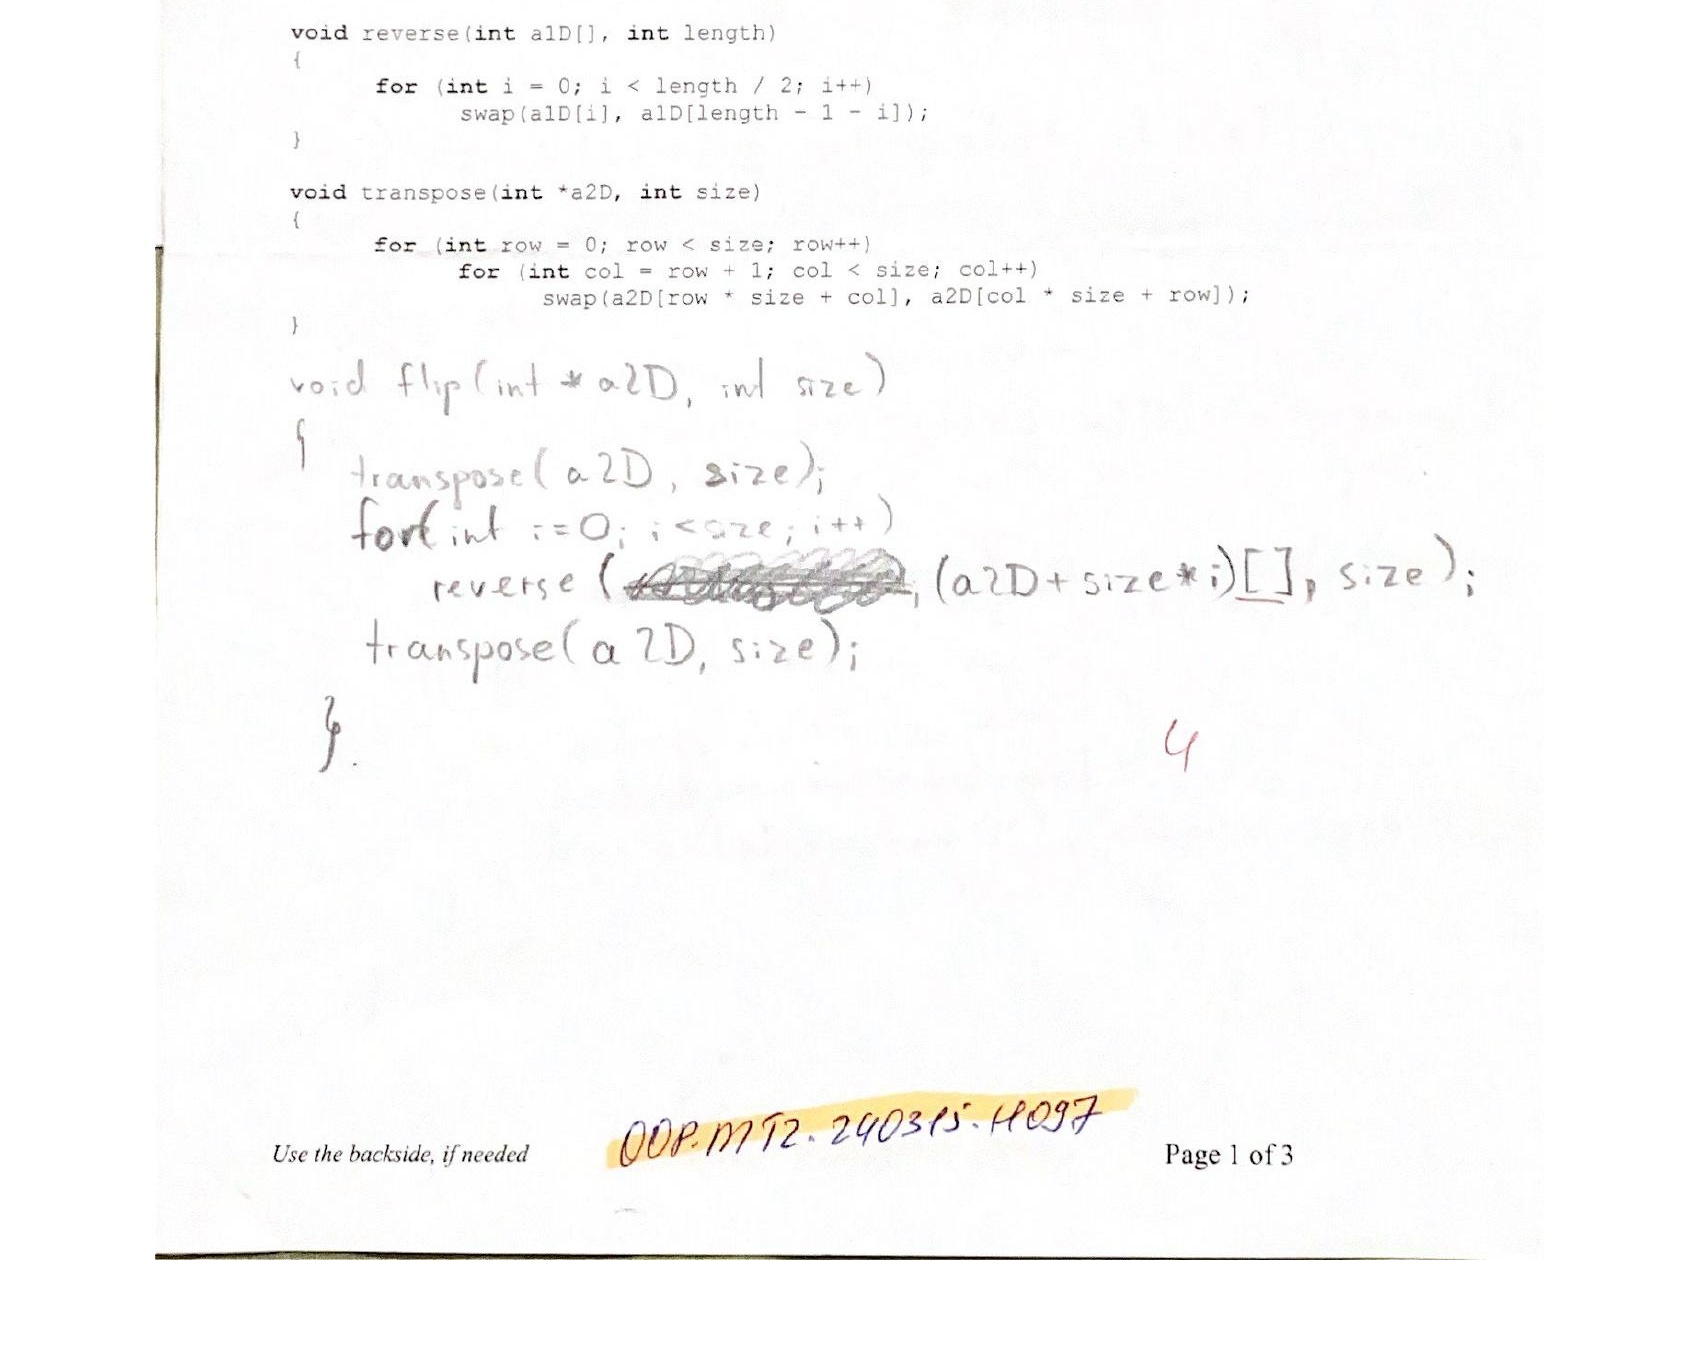 void reverse(int a1D[], int length)
{
for (int i = 0; i < length / 2; i++)
swap(a1D[i], a1D[length - 1 - i]);
}
void transpose(int *a2D, int size)
{
for (int row = 0; row < size; row++)
for (int col = row + 1; col < size; col++)
swap(a2D[row * size + col], a2D[col * size + row]);
}
void flip(int * a2D, int size)
{
transpose(a2D, size);
for(int i=0; i<size; i++)
reverse ( (a2D+size*i)[], size);
transpose(a2D, size);
}.
4
OOP.MT2.240315.H097
Use the backside, if needed
Page 1 of 3